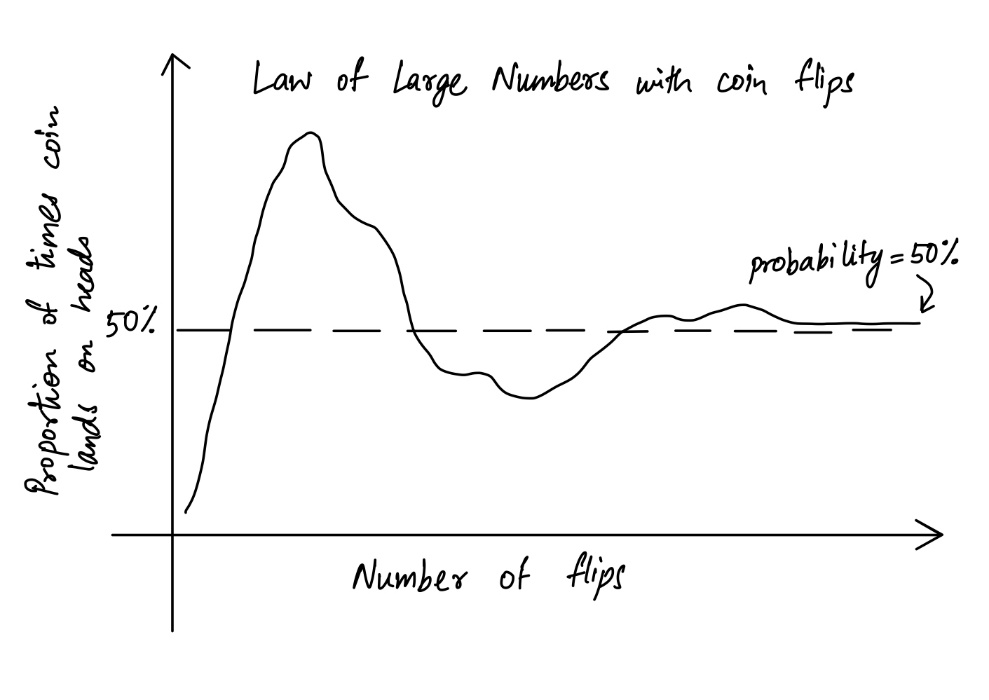 Law of Large Numbers with coin flips
Proportion of times coin
lands on heads
50%
probability = 50%
Number of flips